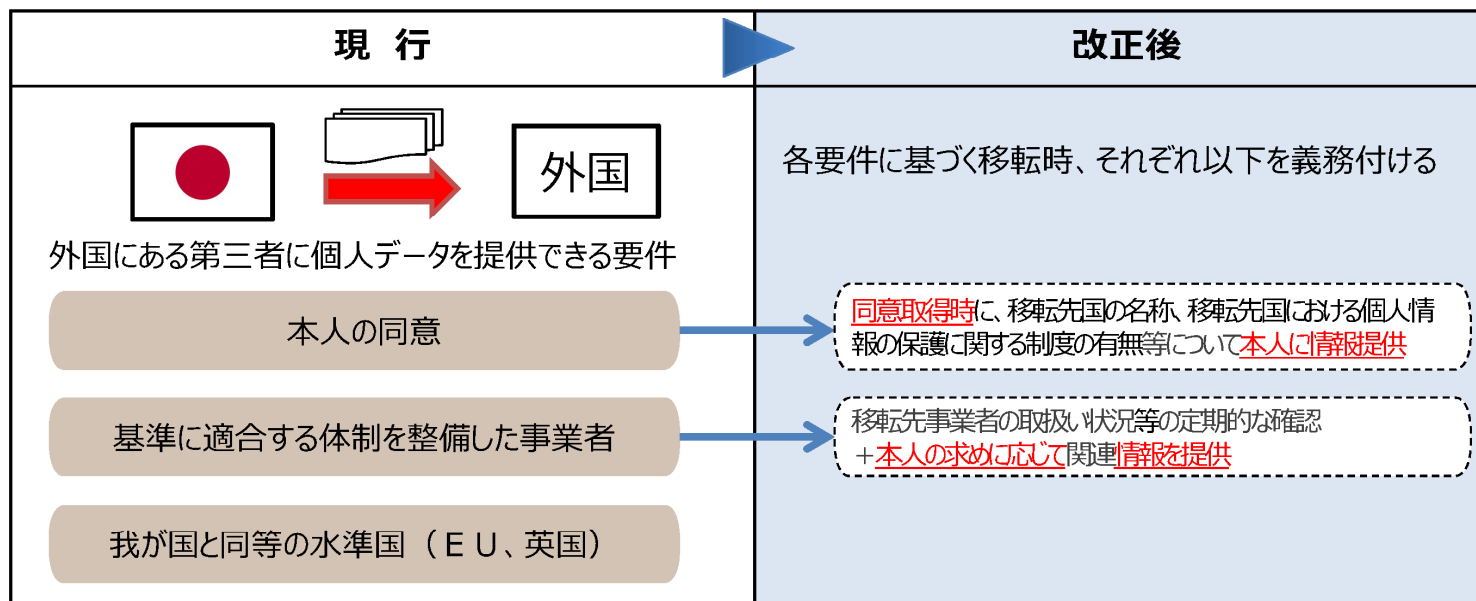 現 行
改正後
外国
外国にある第三者に個人データを提供できる要件
各要件に基づく移転時、それぞれ以下を義務付ける
本人の同意
同意取得時に、移転先国の名称、移転先国における個人情
報の保護に関する制度の有無等について本人に情報提供
基準に適合する体制を整備した事業者
移転先事業者の取扱い状況等の定期的な確認
+本人の求めに応じて関連情報を提供
我が国と同等の水準国（EU、英国）